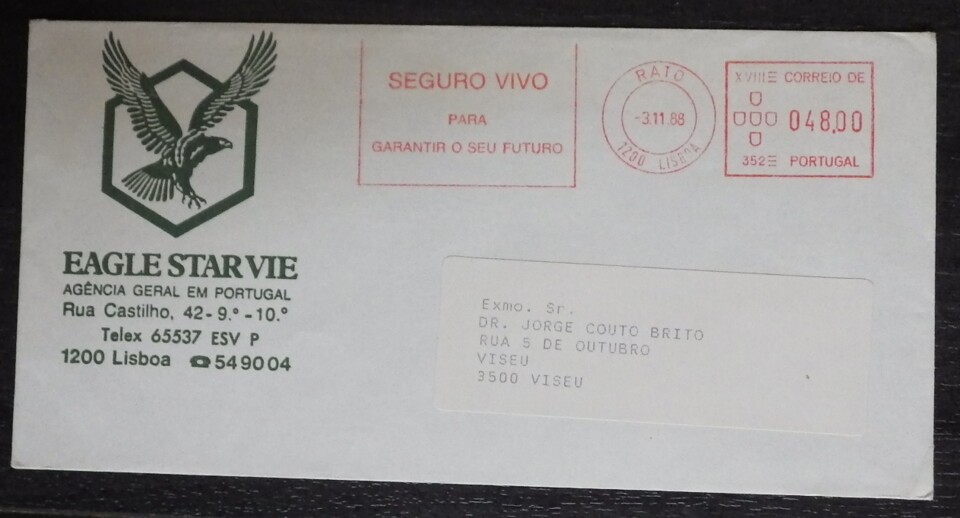 SEGURO VIVO
PARA
GARANTIR O SEU FUTURO
RATO
-3.11.88
1200 LISBOA
XVIII CORREIO DE
048,00
352 PORTUGAL
EAGLE STAR VIE
AGÊNCIA GERAL EM PORTUGAL
Rua Castilho, 42-9.º-10.º
Telex 65537 ESV P
1200 Lisboa ☎549004
Exmo. Sr.
DR. JORGE COUTO BRITO
RUA 5 DE OUTUBRO
VISEU
3500 VISEU